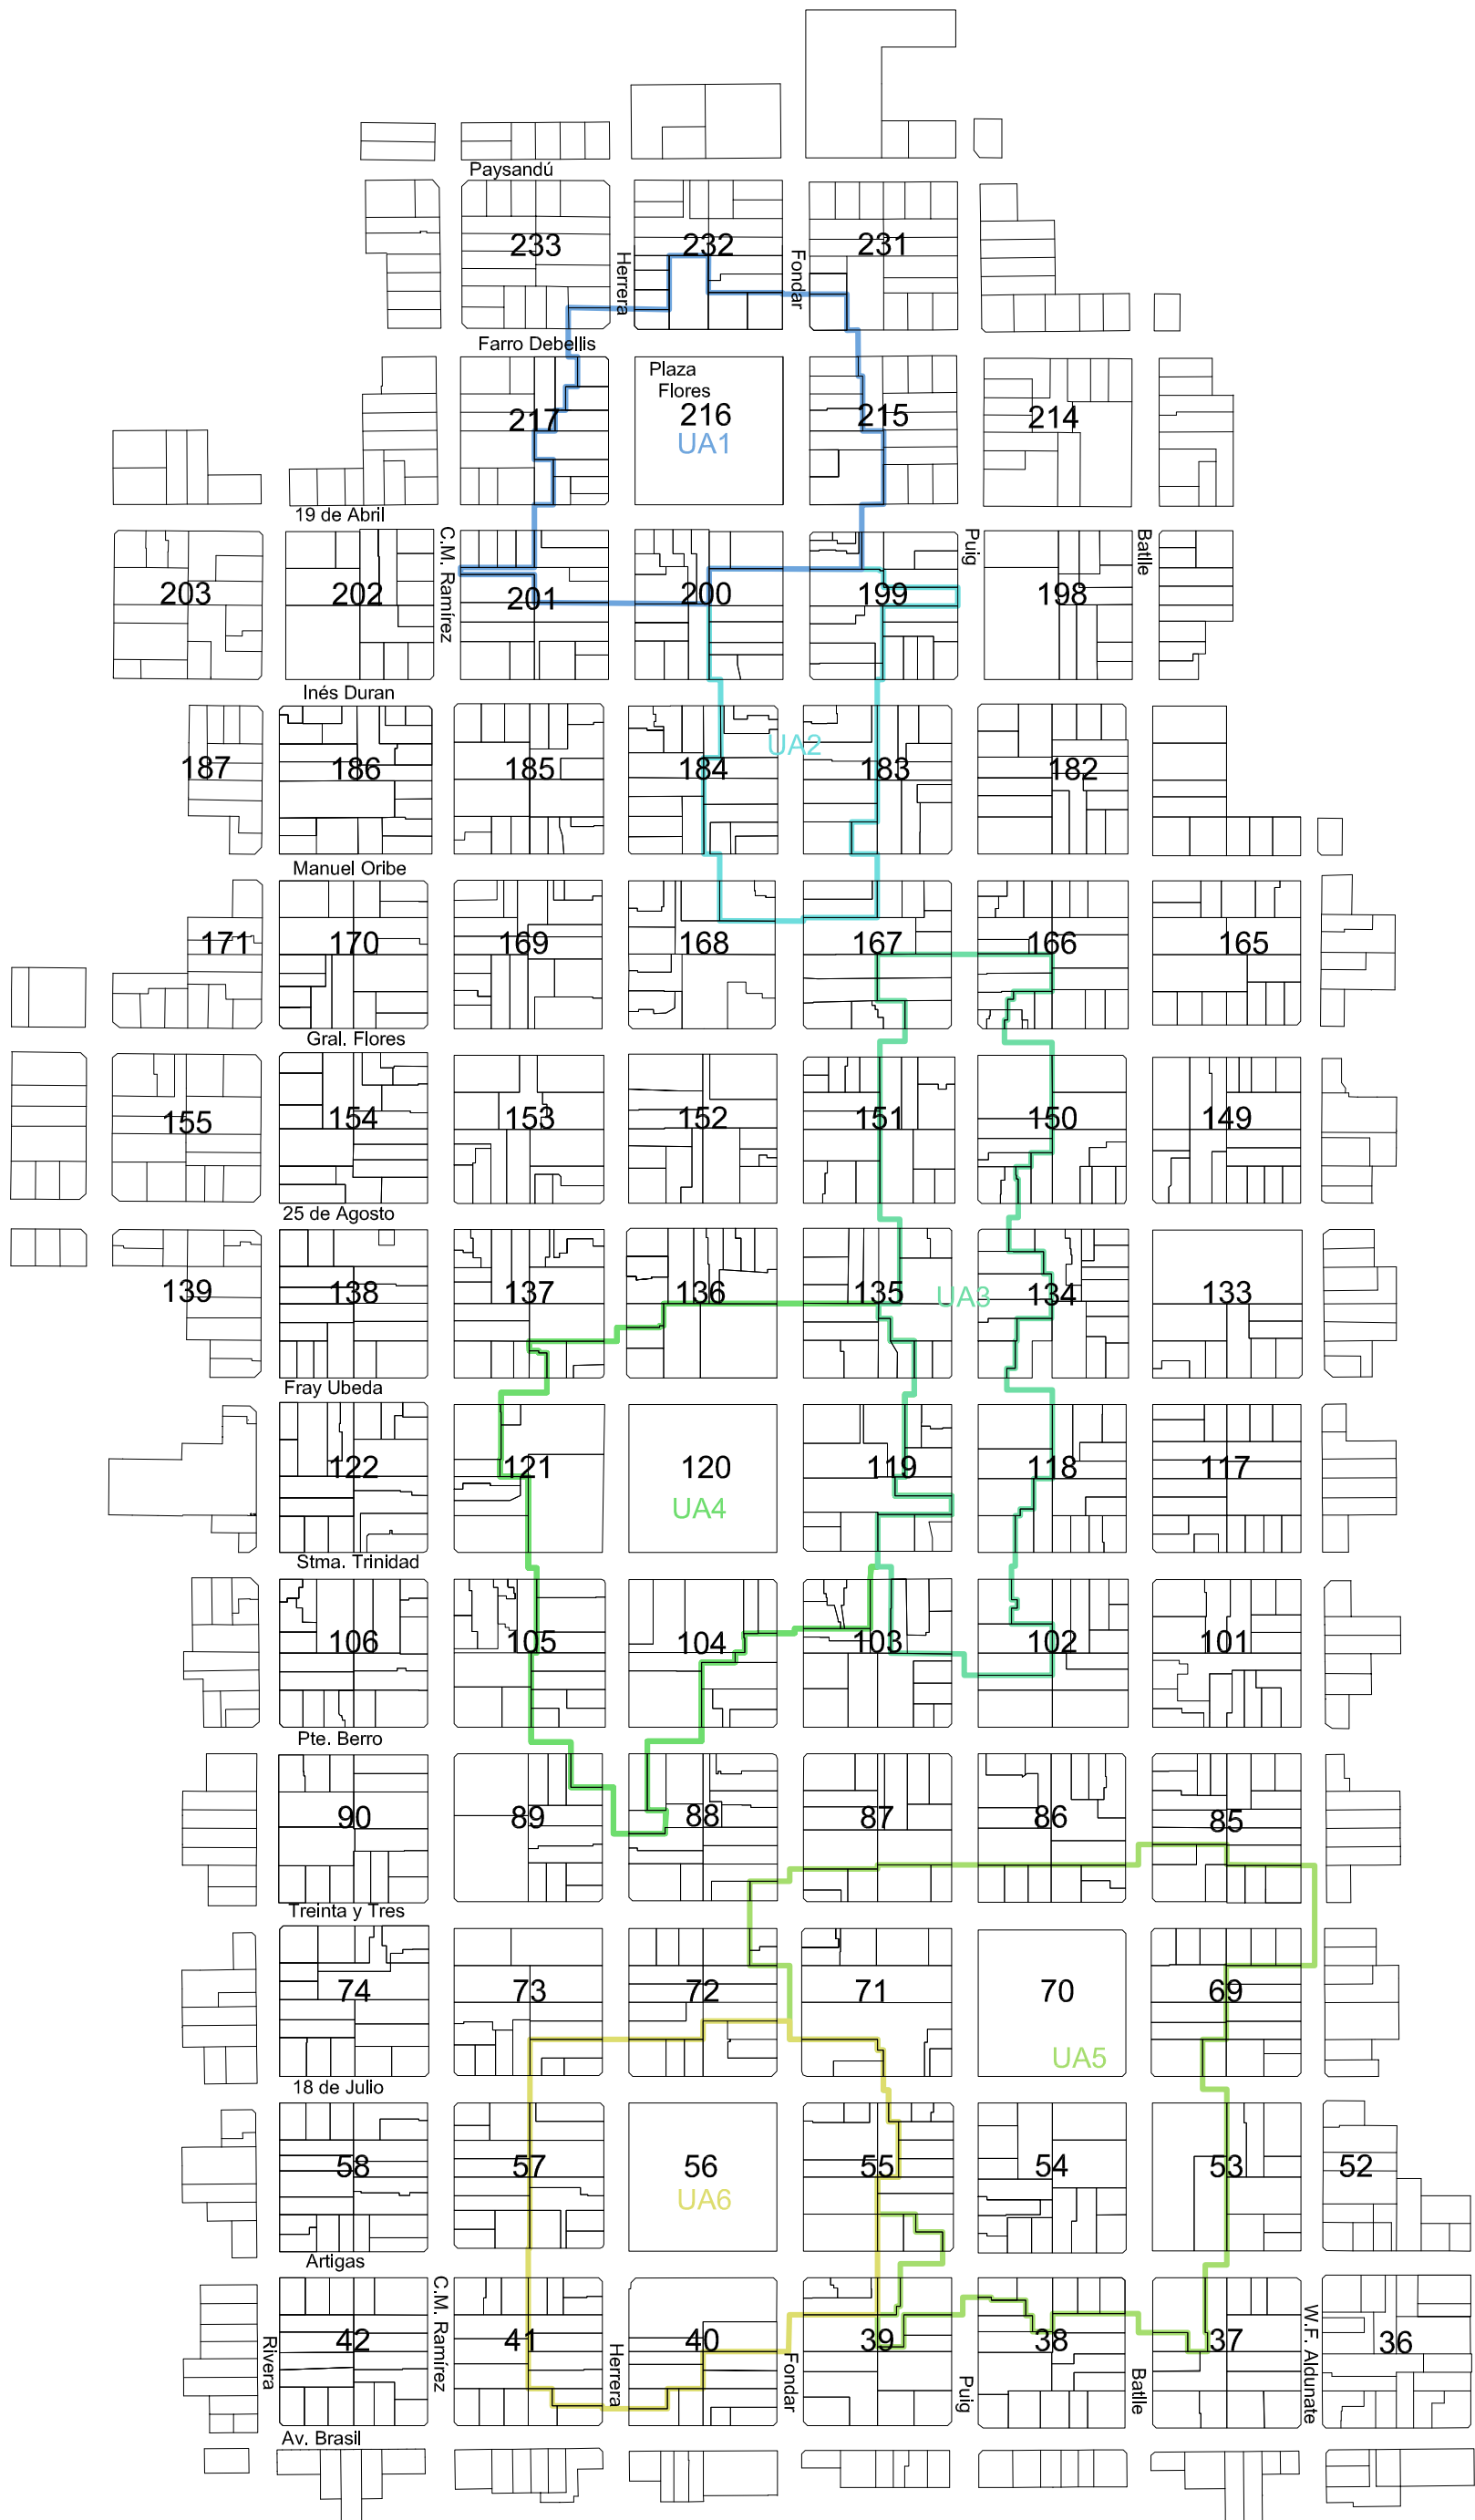 Paysandú
233
232
231
Herrera
Fondar
Farro Debellis
Plaza
Flores
217
216
215
214
UA1
19 de Abril
C.M. Ramírez
Puig
Batlle
203
202
201
200
199
198
Inés Duran
187
186
185
184
UA2
183
182
Manuel Oribe
171
170
169
168
167
166
165
Gral. Flores
155
154
153
152
151
150
149
25 de Agosto
139
138
137
136
135
UA3
134
133
Fray Ubeda
122
121
120
119
118
117
UA4
Stma. Trinidad
106
105
104
103
102
101
Pte. Berro
90
89
88
87
86
85
Treinta y Tres
74
73
72
71
70
69
UA5
18 de Julio
58
57
56
55
54
53
52
UA6
Artigas
Rivera
42
C.M. Ramírez
41
Herrera
40
Fondar
39
Puig
38
Batlle
37
W.F. Aldunate
36
Av. Brasil